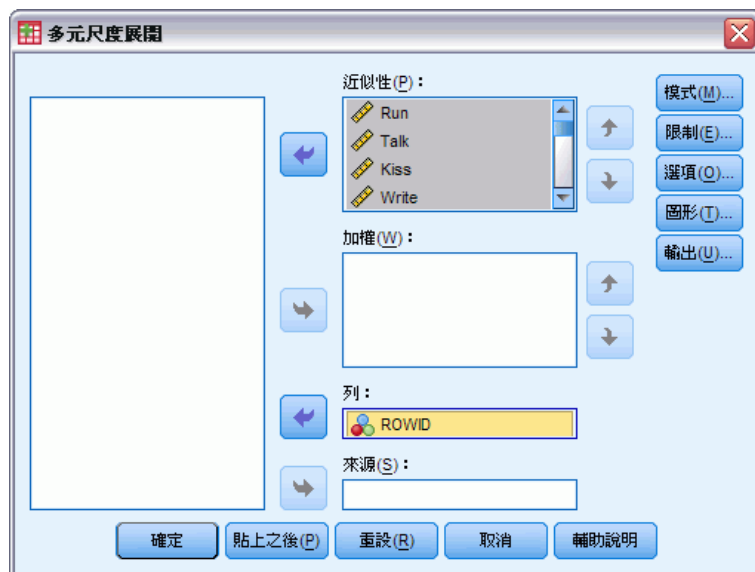 多元尺度展開
近似性(P)：
Run
Talk
Kiss
Write
加權(W)：
列：
ROWID
來源(S)：
模式(M)...
限制(E)...
選項(O)...
圖形(T)...
輸出(U)...
確定
貼上之後(P)
重設(R)
取消
輔助說明